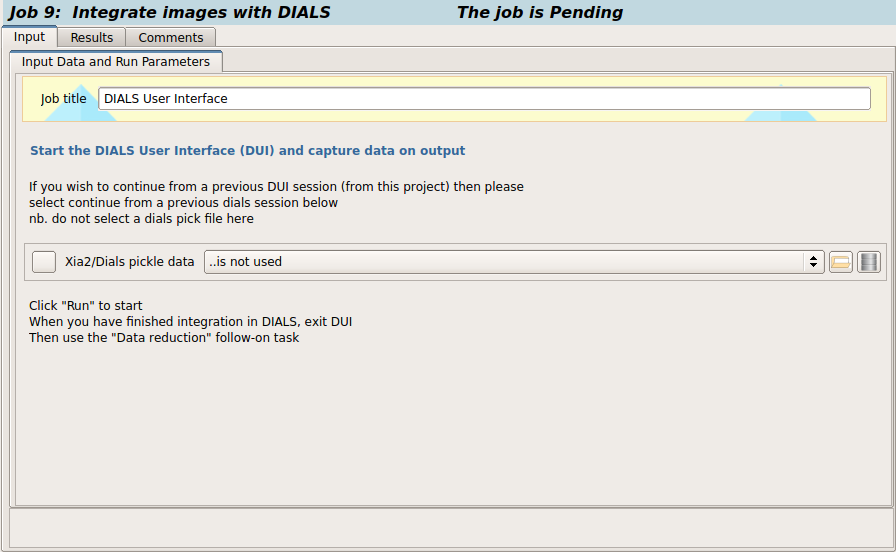 Job 9: Integrate images with DIALS The job is Pending
Input Results Comments
Input Data and Run Parameters
Job title DIALS User Interface
Start the DIALS User Interface (DUI) and capture data on output
If you wish to continue from a previous DUI session (from this project) then please
select continue from a previous dials session below
nb. do not select a dials pick file here
Xia2/Dials pickle data ..is not used
Click "Run" to start
When you have finished integration in DIALS, exit DUI
Then use the "Data reduction" follow-on task